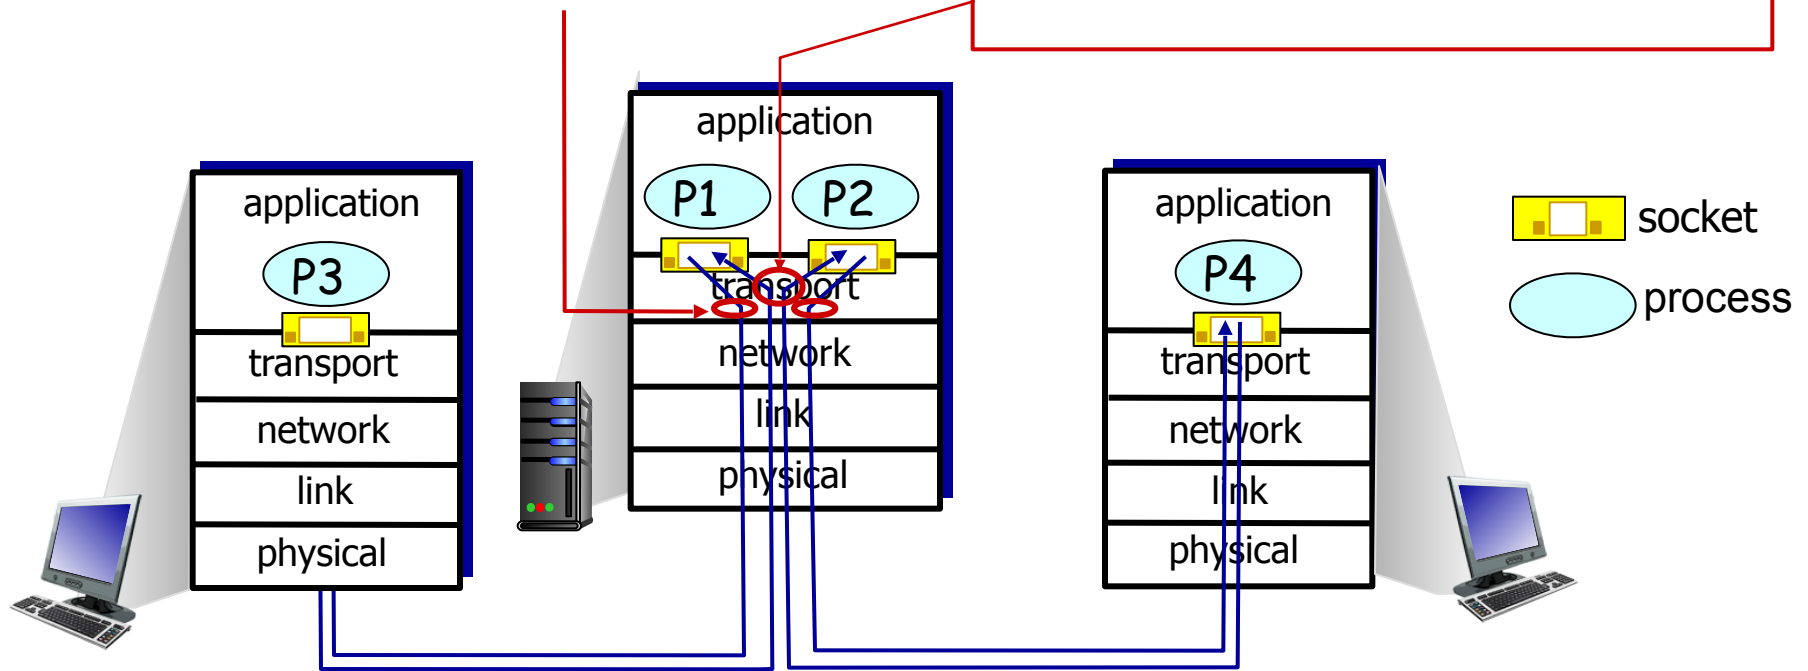 application
P3
transport
network
link
physical
application
P1 P2
transport
network
link
physical
application
P4
transport
network
link
physical
socket
process